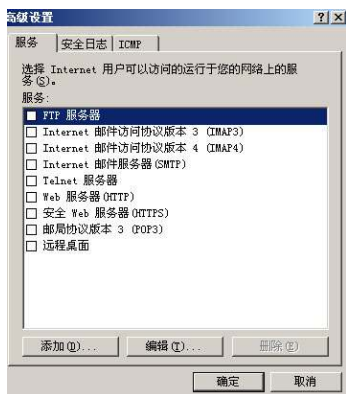 高级设置
服务
安全日志
ICMP
选择 Internet 用户可以访问的运行于您的网络上的服
务(S)。
服务:
FTP 服务器
Internet 邮件访问协议版本 3 (IMAP3)
Internet 邮件访问协议版本 4 (IMAP4)
Internet 邮件服务器(SMTP)
Telnet 服务器
Web 服务器(HTTP)
安全 Web 服务器(HTTPS)
邮局协议版本 3 (POP3)
远程桌面
添加(D)...
编辑(T)...
删除(E)
确定
取消